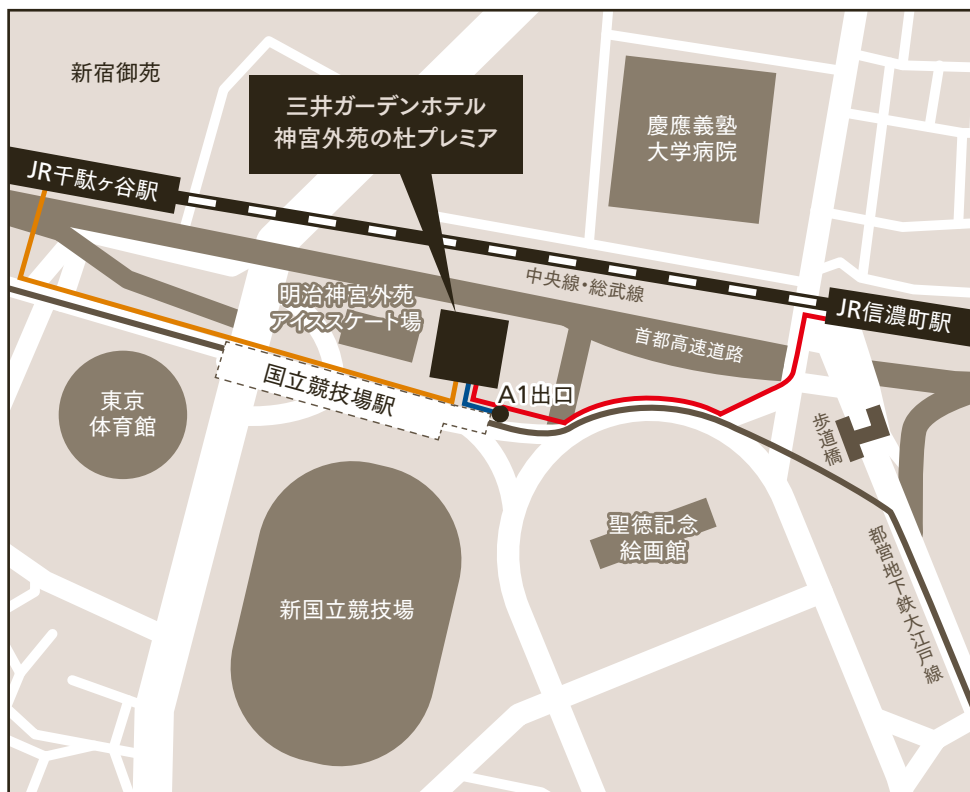 新宿御苑
三井ガーデンホテル
神宮外苑の杜プレミア
慶應義塾
大学病院
JR千駄ヶ谷駅
中央線・総武線
明治神宮外苑
アイススケート場
JR信濃町駅
首都高速道路
国立競技場駅
A1出口
東京
体育館
歩道橋
聖徳記念
絵画館
都営地下鉄大江戸線
新国立競技場